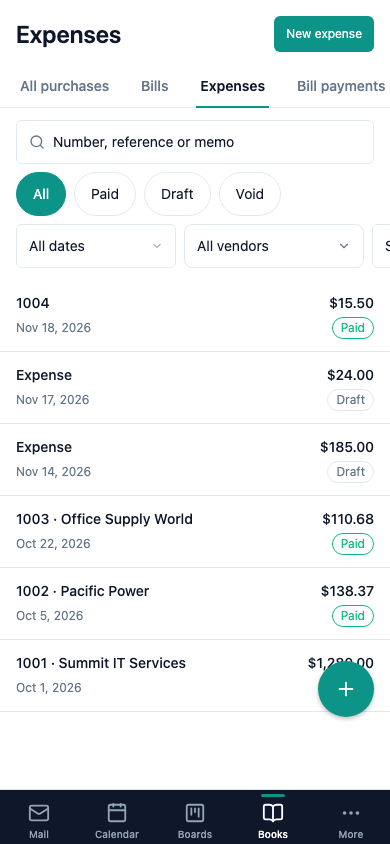 Expenses
New expense
All purchases Bills Expenses Bill payments
Number, reference or memo
All Paid Draft Void
All dates All vendors
1004 $15.50
Nov 18, 2026 Paid
Expense $24.00
Nov 17, 2026 Draft
Expense $185.00
Nov 14, 2026 Draft
1003 · Office Supply World $110.68
Oct 22, 2026 Paid
1002 · Pacific Power $138.37
Oct 5, 2026 Paid
1001 · Summit IT Services
Oct 1, 2026
Mail Calendar Boards Books More